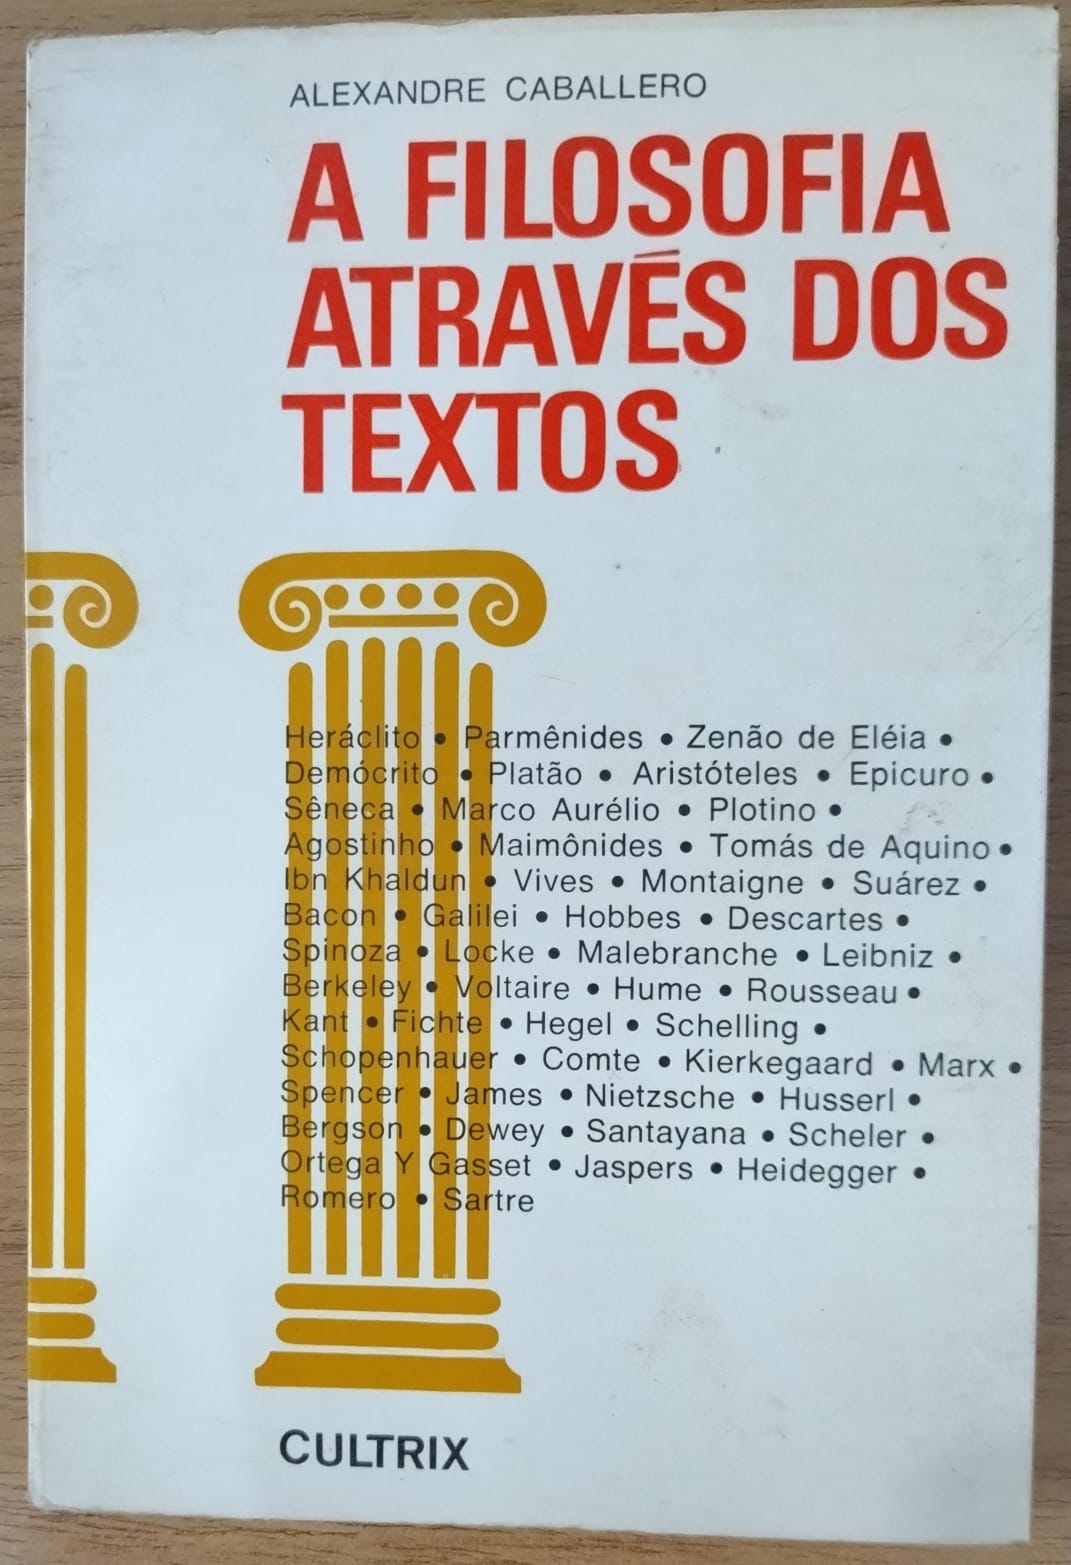 ALEXANDRE CABALLERO
A FILOSOFIA
ATRAVÉS DOS
TEXTOS
Heráclito • Parmênides • Zenão de Eléia •
Demócrito • Platão • Aristóteles • Epicuro •
Sêneca • Marco Aurélio • Plotino •
Agostinho • Maimônides • Tomás de Aquino •
Ibn Khaldun • Vives • Montaigne • Suárez •
Bacon • Galilei • Hobbes • Descartes •
Spinoza • Locke • Malebranche • Leibniz •
Berkeley • Voltaire • Hume • Rousseau •
Kant • Fichte • Hegel • Schelling •
Schopenhauer • Comte • Kierkegaard • Marx •
Spencer • James • Nietzsche • Husserl •
Bergson • Dewey • Santayana • Scheler •
Ortega Y Gasset • Jaspers • Heidegger •
Romero • Sartre
CULTRIX